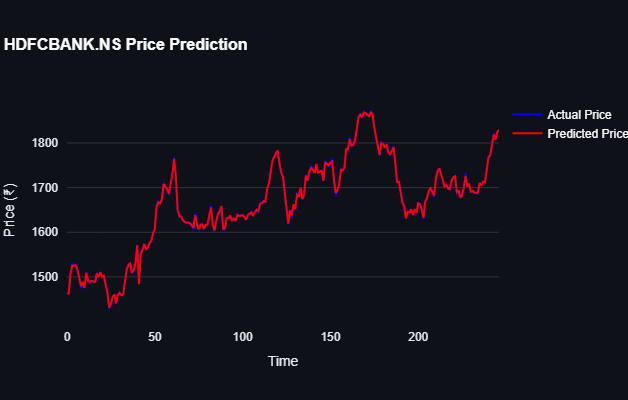 HDFCBANK.NS Price Prediction
Actual Price
Predicted Price
1800
1700
1600
1500
Price (₹)
0 50 100 150 200
Time